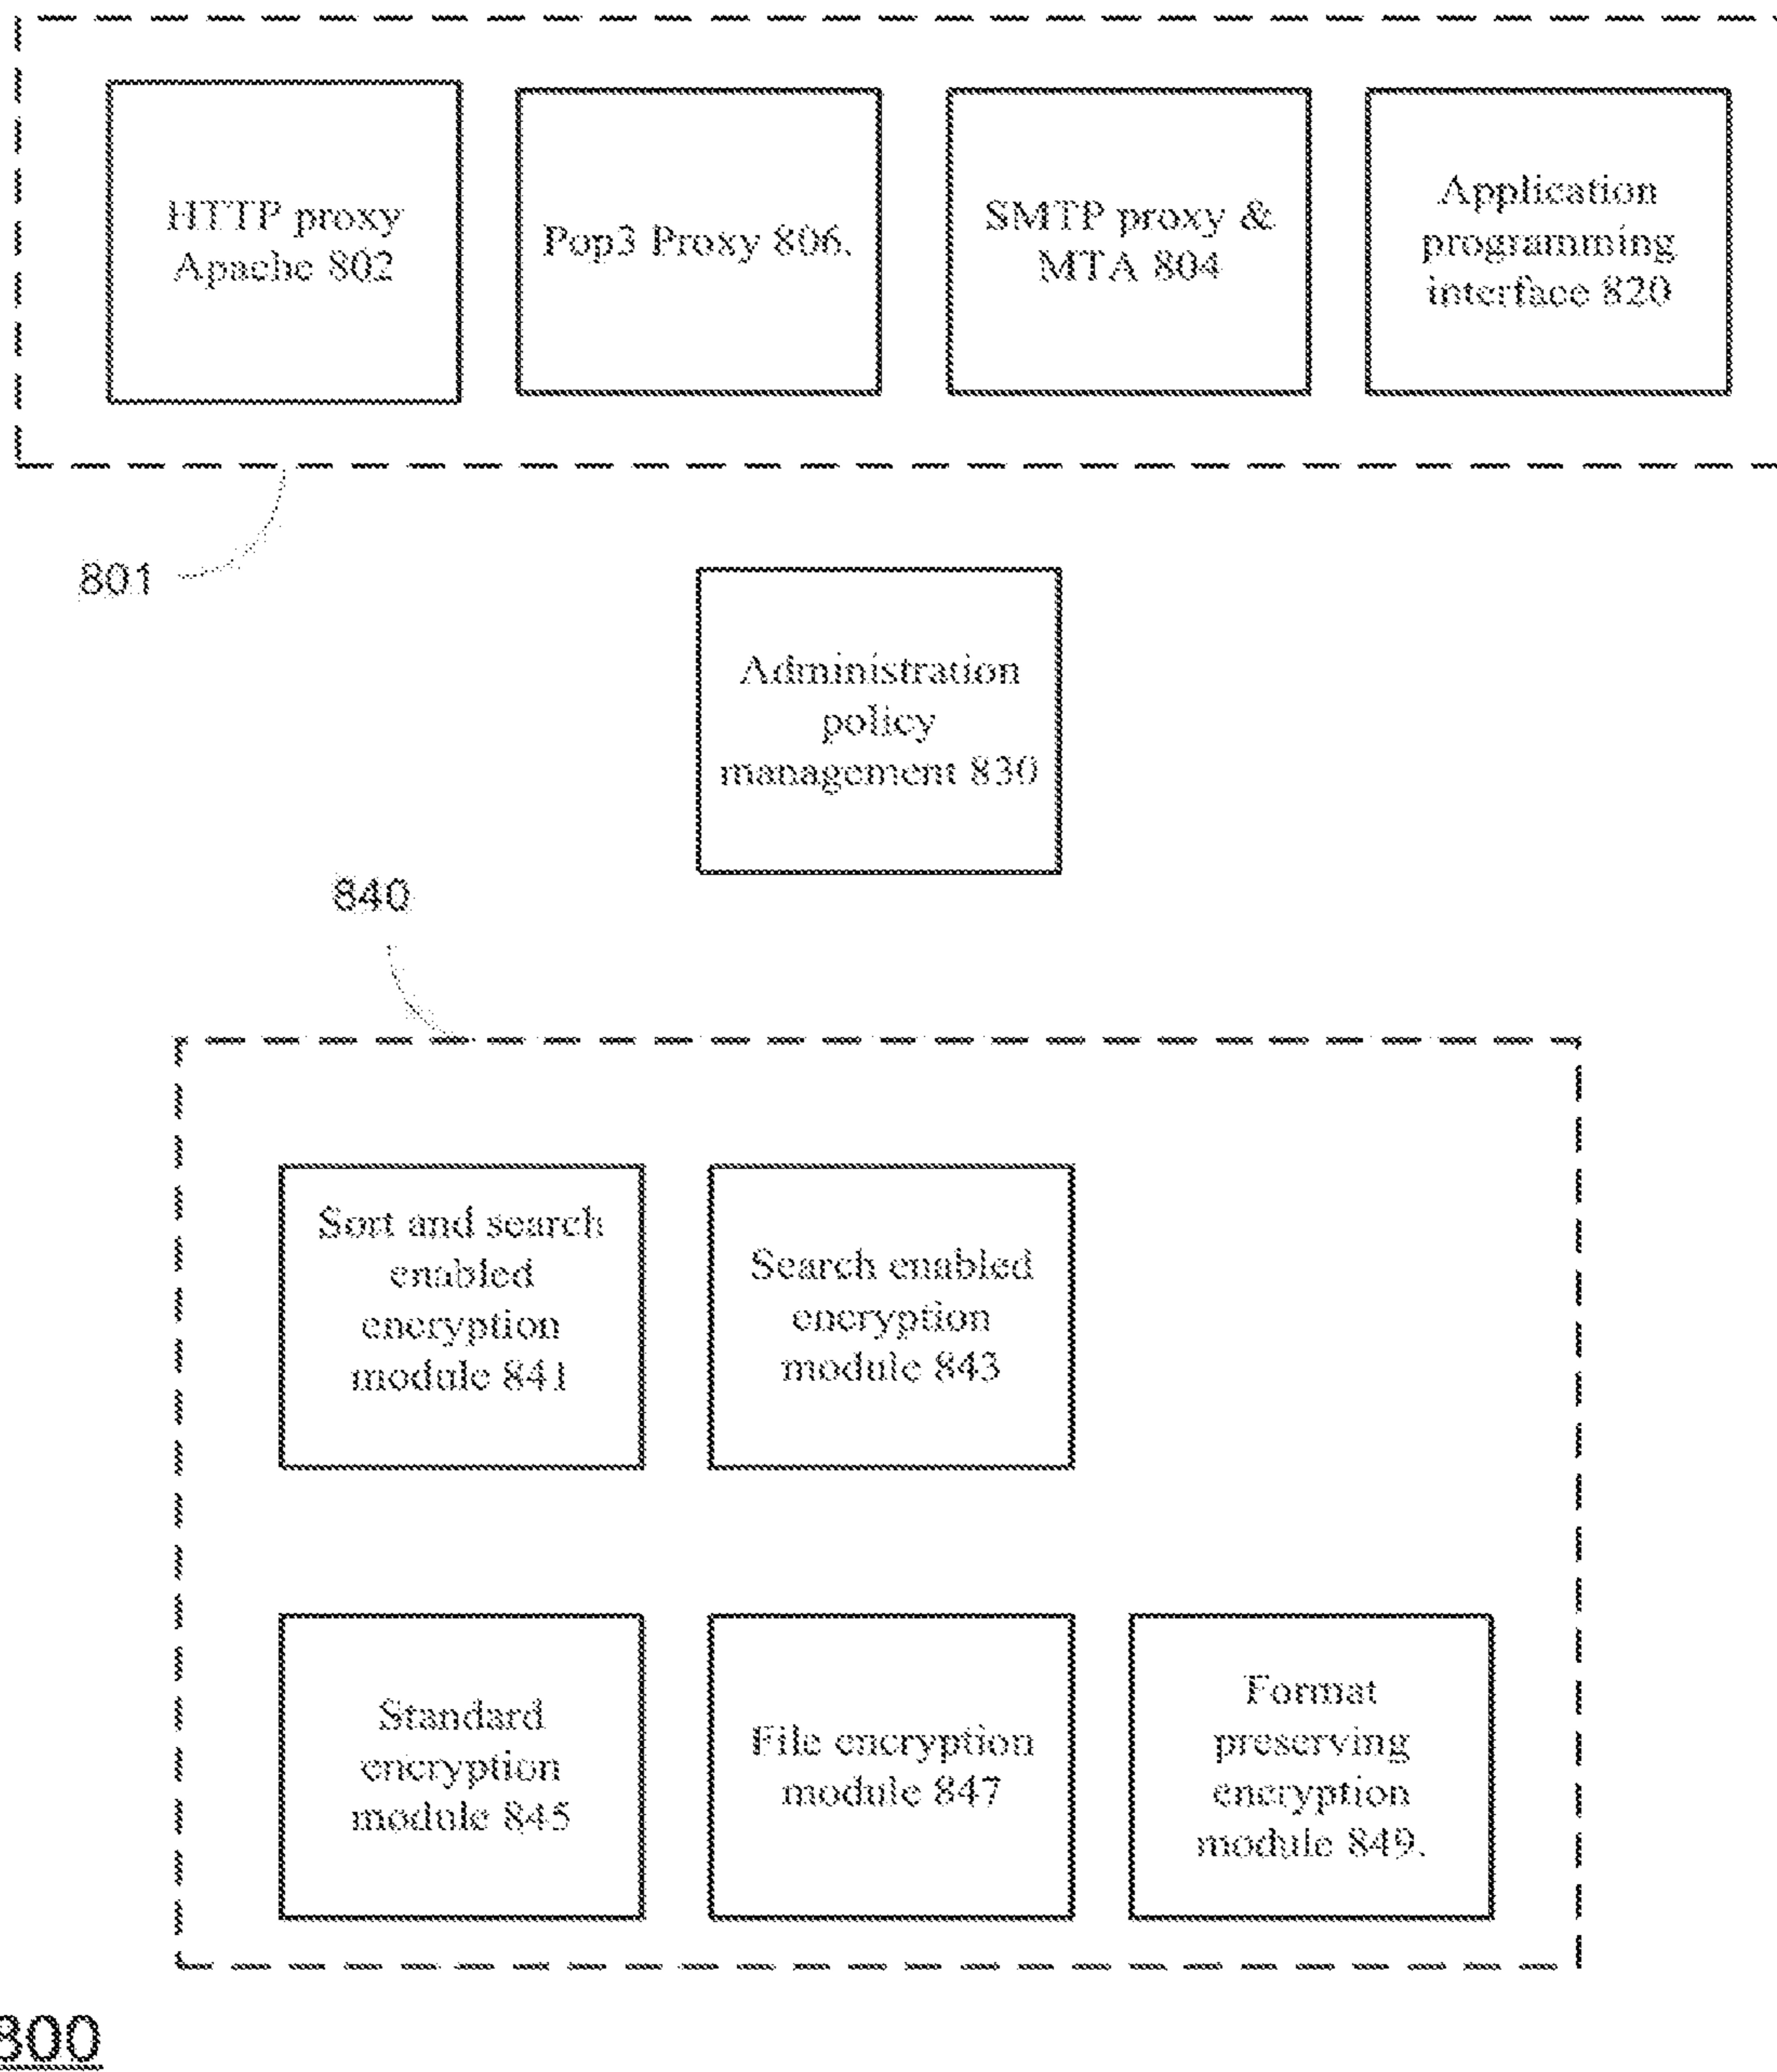 HTTP proxy
Apache 802
Pop3 Proxy 806.
SMTP proxy &
MTA 804
Application
programming
interface 820
801
Administration
policy
management 830
840
Sort and search
enabled
encryption
module 841
Search enabled
encryption
module 843
Standard
encryption
module 845
File encryption
module 847
Format
preserving
encryption
module 849.
800